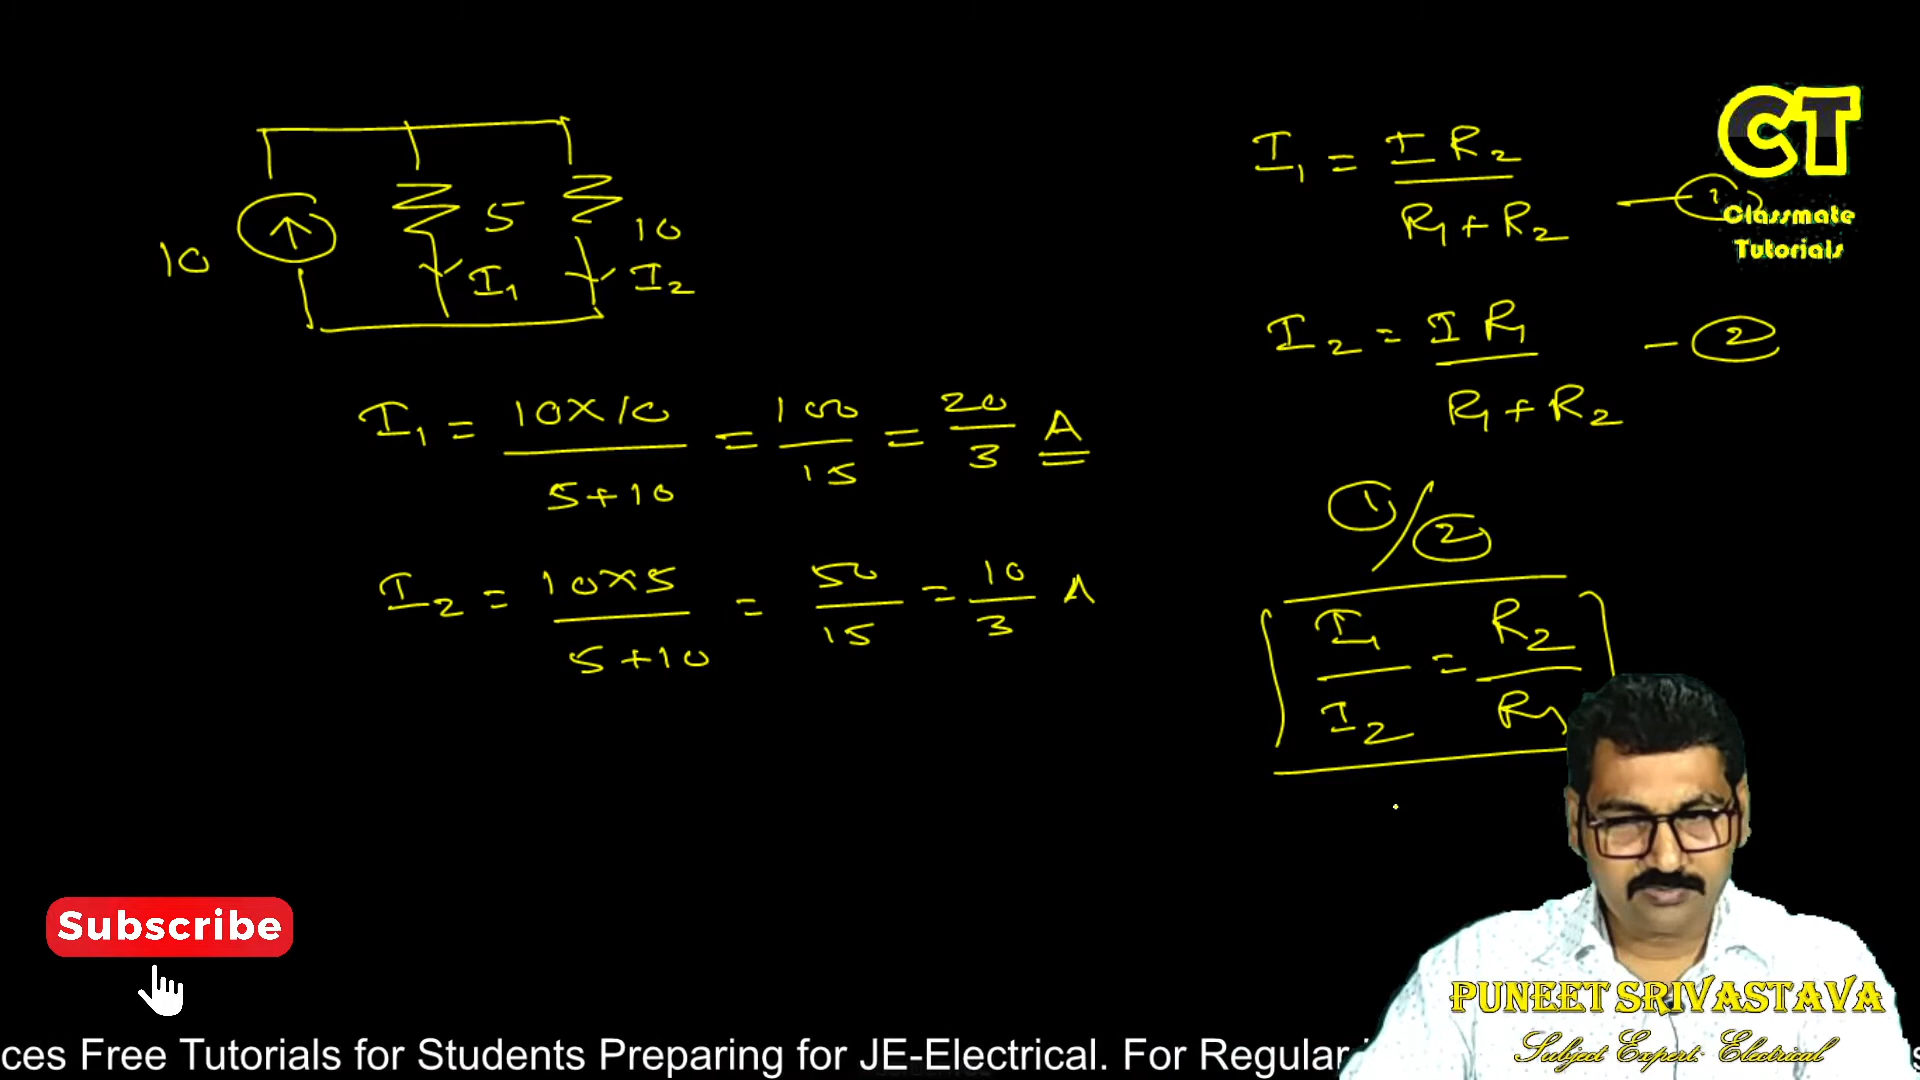 10
5
10
I₁
I₂
I₁ = 10×10 / 5+10 = 100 / 15 = 20 / 3 A
I₂ = 10×5 / 5+10 = 50 / 15 = 10 / 3 A
I₁ = I R₂ / R₁ + R₂ — ①
I₂ = I R₁ / R₁ + R₂ — ②
①/②
I₁ / I₂ = R₂ / R₁
CT
Classmate
Tutorials
Subscribe
PUNEET SRIVASTAVA
Subject Expert: Electrical
ces Free Tutorials for Students Preparing for JE-Electrical. For Regular